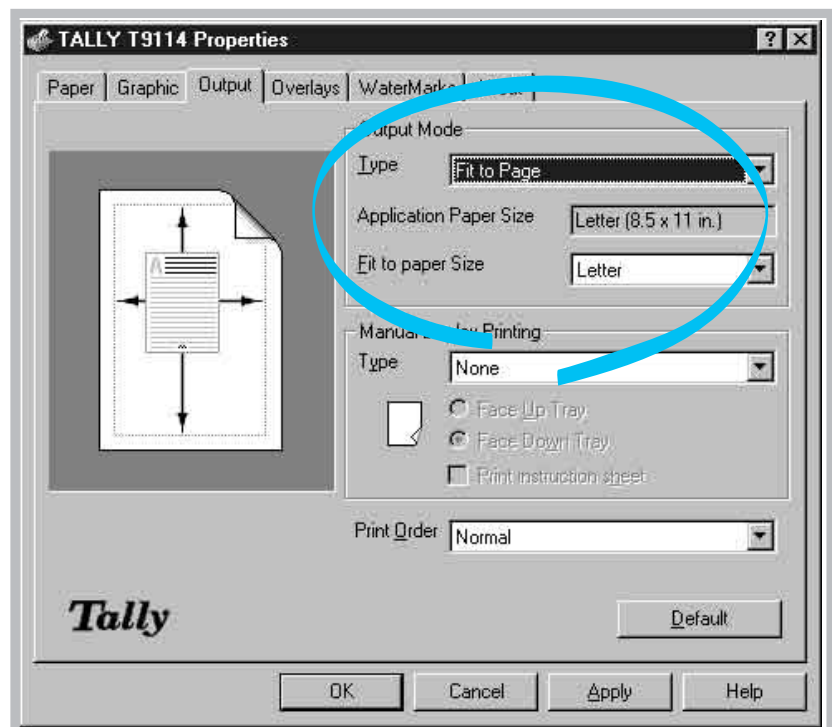 TALLY T9114 Properties
Paper Graphic Output Overlays WaterMarks
Output Mode
Type Fit to Page
Application Paper Size Letter (8.5 x 11 in.)
Fit to paper Size Letter
Manual Printing
Type None
Face Up Tray
Face Down Tray
Print instruction sheet
Print Order Normal
A
Tally
Default
OK Cancel Apply Help